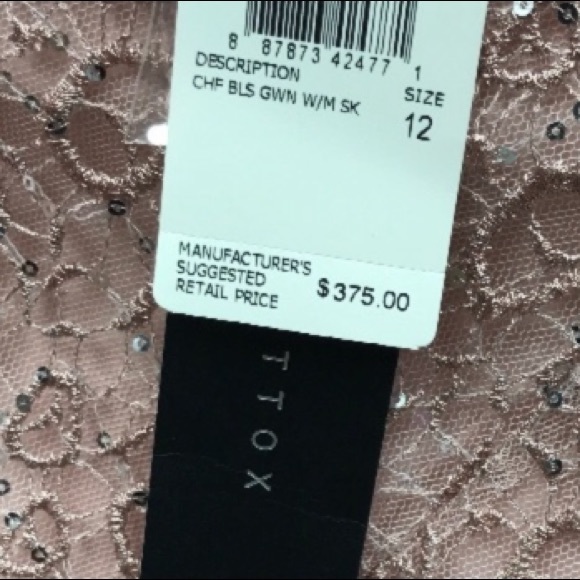 8 87873 42477 1
DESCRIPTION
CHF BLS GWN W/M SK
SIZE
12
MANUFACTURER'S
SUGGESTED
RETAIL PRICE
$375.00
TTOX